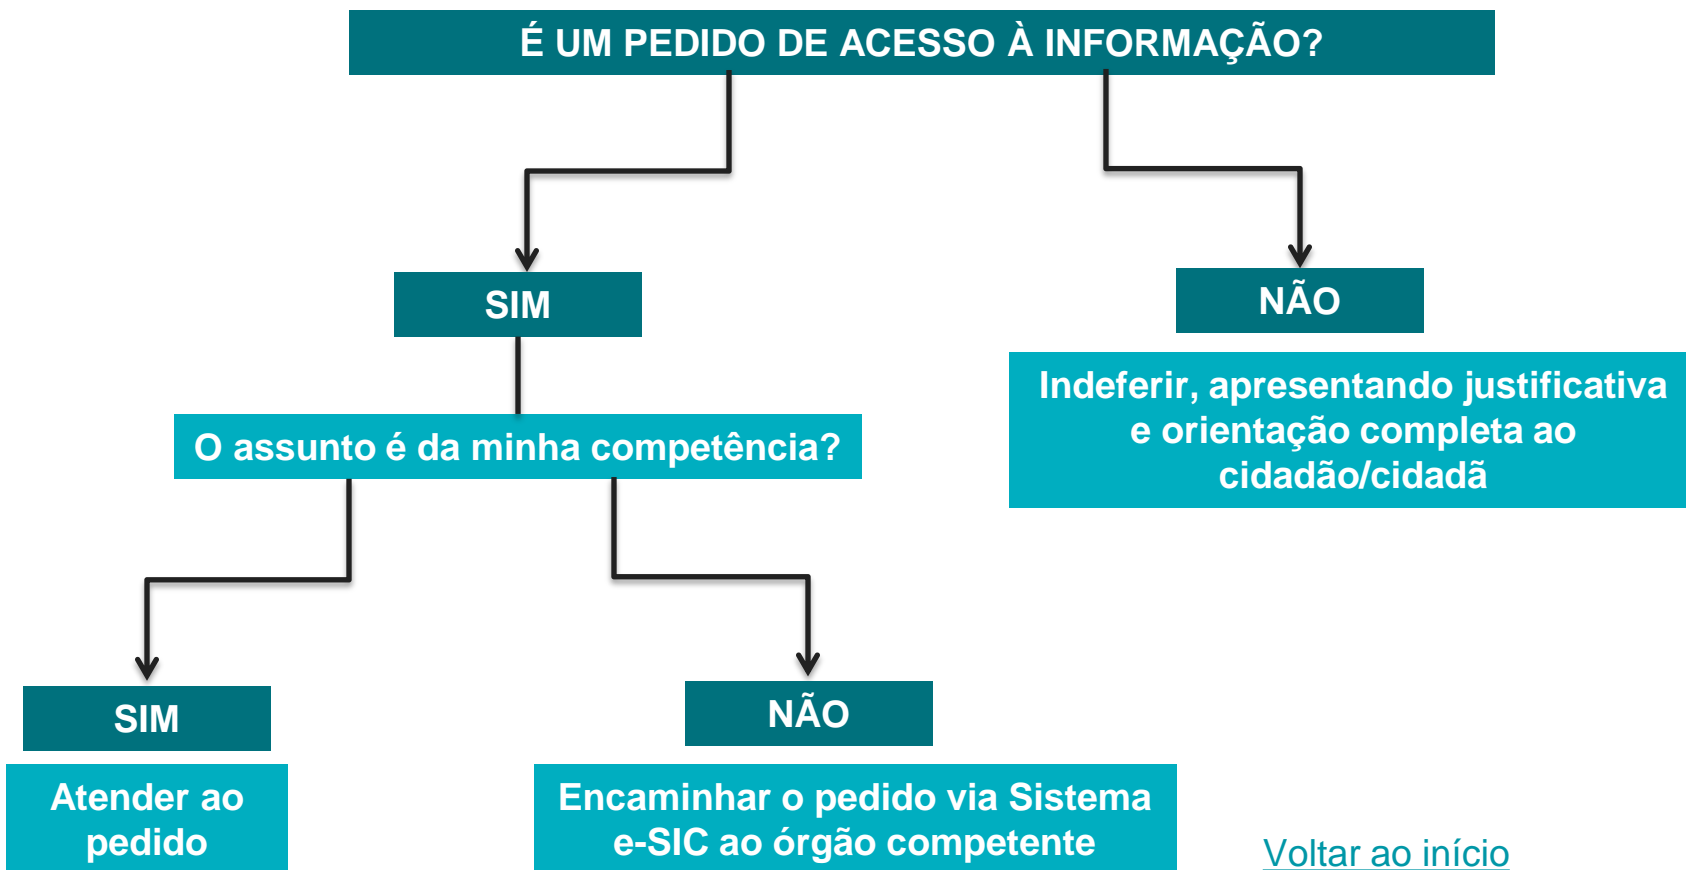 É UM PEDIDO DE ACESSO À INFORMAÇÃO?
SIM
NÃO
Indeferir, apresentando justificativa
e orientação completa ao
cidadão/cidadã
O assunto é da minha competência?
SIM
NÃO
Atender ao
pedido
Encaminhar o pedido via Sistema
e-SIC ao órgão competente
Voltar ao início